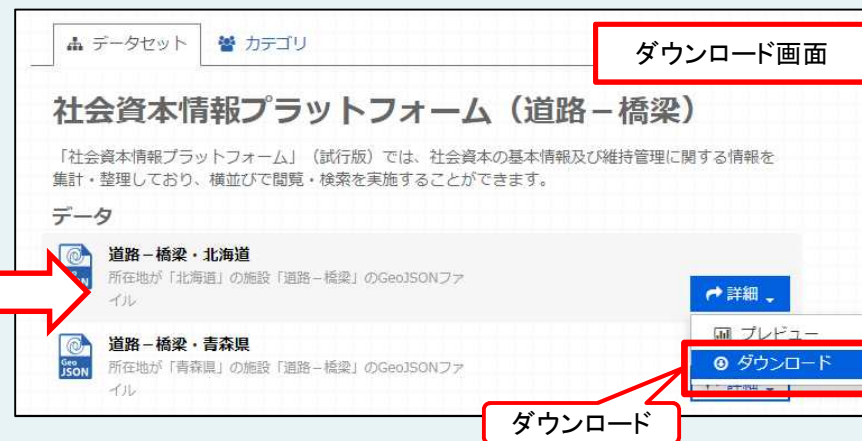 データセット
カテゴリ
ダウンロード画面
社会資本情報プラットフォーム（道路－橋梁）
「社会資本情報プラットフォーム」（試行版）では、社会資本の基本情報及び維持管理に関する情報を
集計・整理しており、横並びで閲覧・検索を実施することができます。
データ
道路－橋梁・北海道
所在地が「北海道」の施設「道路－橋梁」のGeoJSONファ
イル
詳細
プレビュー
道路－橋梁・青森県
Geo
JSON
所在地が「青森県」の施設「道路－橋梁」のGeoJSONファ
イル
ダウンロード
ダウンロード